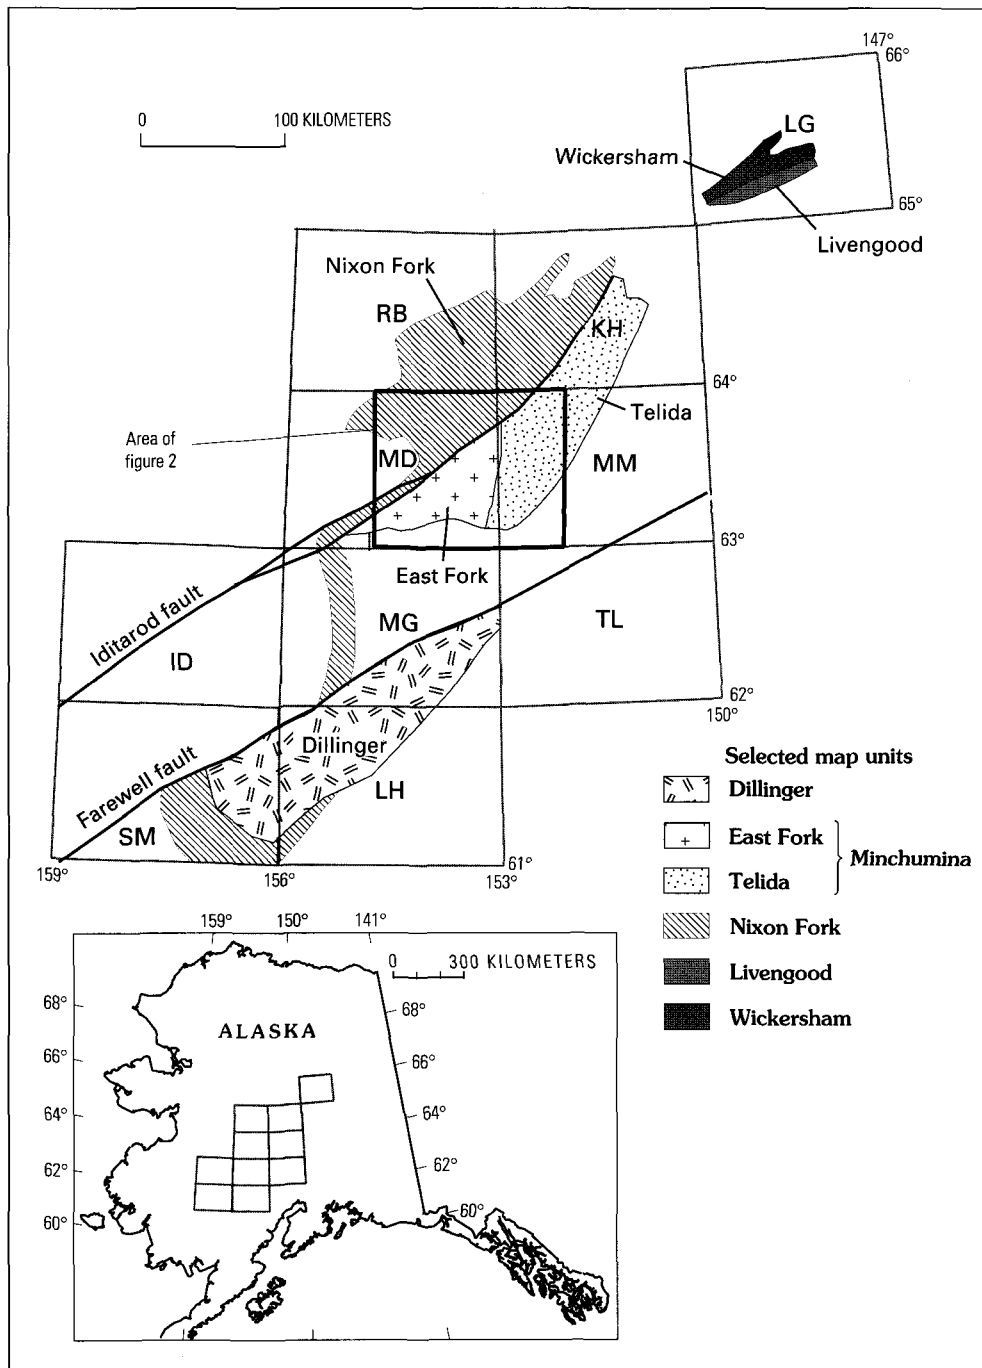 147°
66°
0 100 KILOMETERS
LG
Wickersham
65°
Livengood
Nixon Fork
RB
KH
64°
Telida
Area of
figure 2
MD
MM
63°
East Fork
MG
TL
Iditarod fault
ID
62°
150°
Dillinger
Farewell fault
LH
SM
61°
159°
156°
153°
Selected map units
Dillinger
East Fork
Minchumina
Telida
Nixon Fork
Livengood
Wickersham
159° 150° 141°
0 300 KILOMETERS
68°
68°
ALASKA
66°
66°
64°
64°
62°
62°
60°
60°